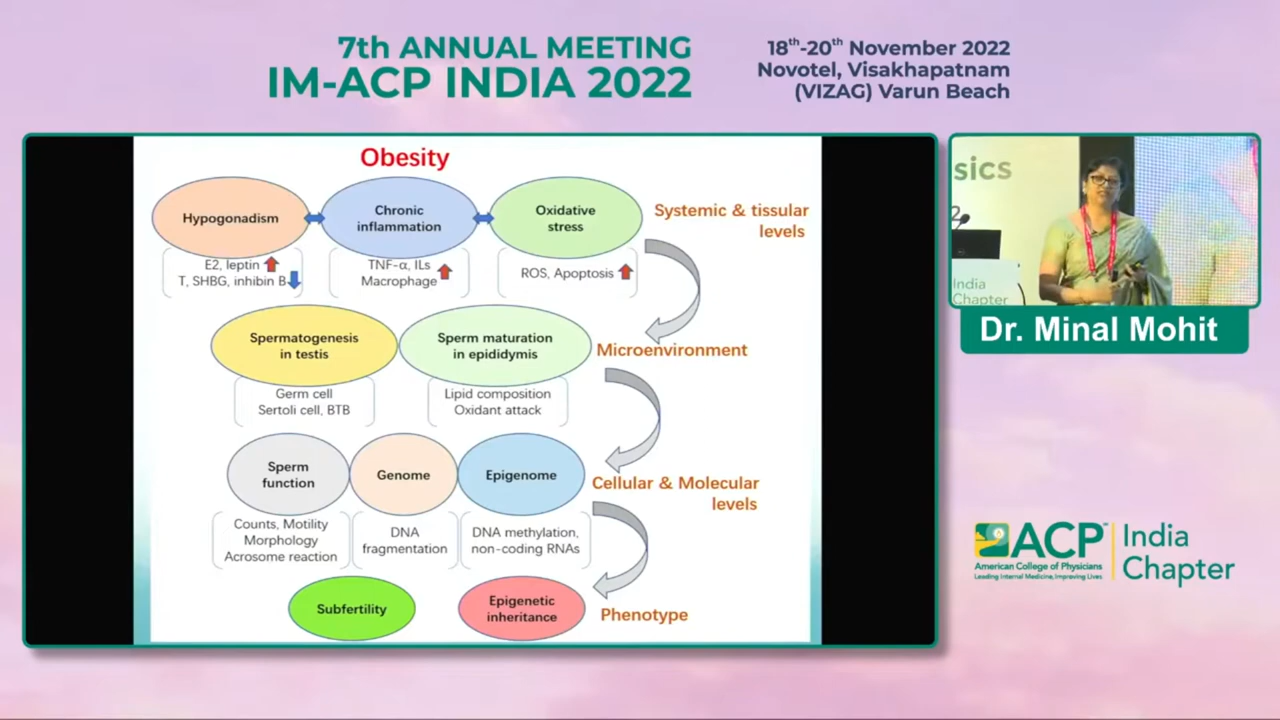 7th ANNUAL MEETING
IM-ACP INDIA 2022
18th-20th November 2022
Novotel, Visakhapatnam
(VIZAG) Varun Beach
Obesity
Hypogonadism
Chronic
inflammation
Oxidative
stress
Systemic & tissular
levels
E2, leptin
T, SHBG, inhibin B
TNF-α, ILs
Macrophage
ROS, Apoptosis
Spermatogenesis
in testis
Sperm maturation
in epididymis
Microenvironment
Germ cell
Sertoli cell, BTB
Lipid composition
Oxidant attack
Sperm
function
Genome
Epigenome
Cellular & Molecular
levels
Counts, Motility
Morphology
Acrosome reaction
DNA
fragmentation
DNA methylation,
non-coding RNAs
Subfertility
Epigenetic
inheritance
Phenotype
sics
2
India
Chapter
Dr. Minal Mohit
ACP™
American College of Physicians
Leading Internal Medicine, Improving Lives
India
Chapter